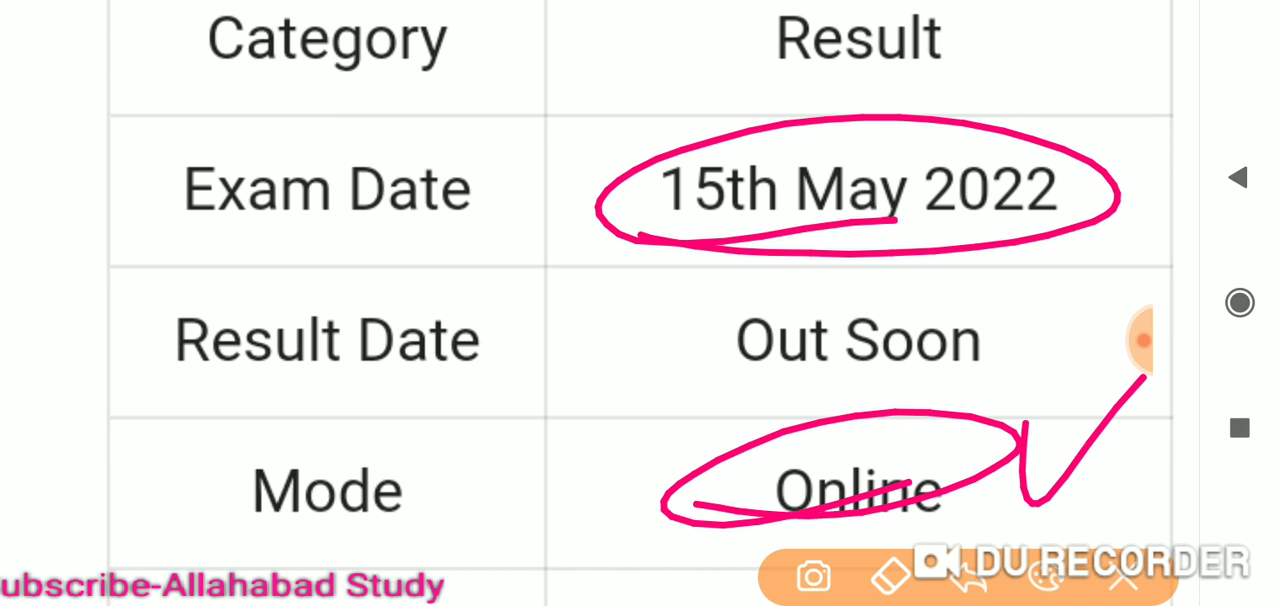 Category Result
Exam Date 15th May 2022
Result Date Out Soon
Mode Online
DU RECORDER
ubscribe-Allahabad Study